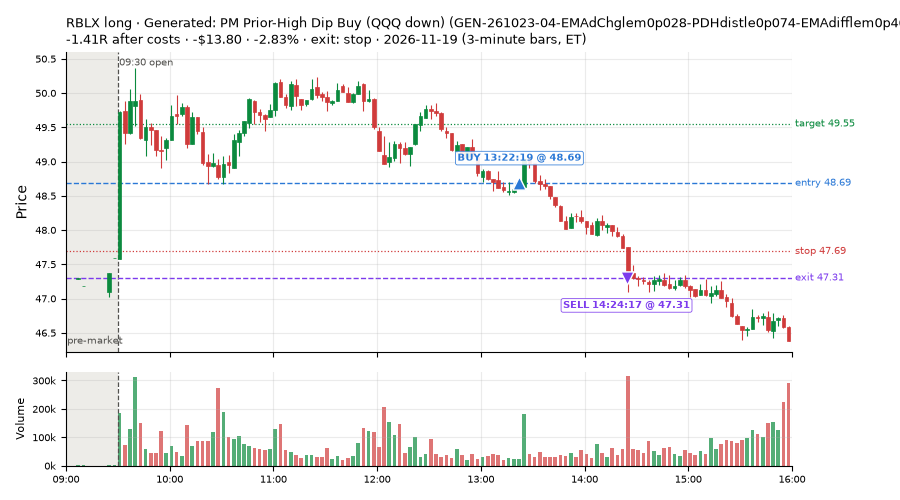 RBLX long · Generated: PM Prior-High Dip Buy (QQQ down) (GEN-261023-04-EMAdChglem0p028-PDHdistle0p074-EMAdifflem0p4
-1.41R after costs · -$13.80 · -2.83% · exit: stop · 2026-11-19 (3-minute bars, ET)
50.5
09:30 open
50.0
49.5
target 49.55
49.0
BUY 13:22:19 @ 48.69
entry 48.69
48.5
48.0
stop 47.69
47.5
exit 47.31
47.0
SELL 14:24:17 @ 47.31
46.5
pre-market
Price
300k
200k
100k
0k
Volume
09:00 10:00 11:00 12:00 13:00 14:00 15:00 16:00